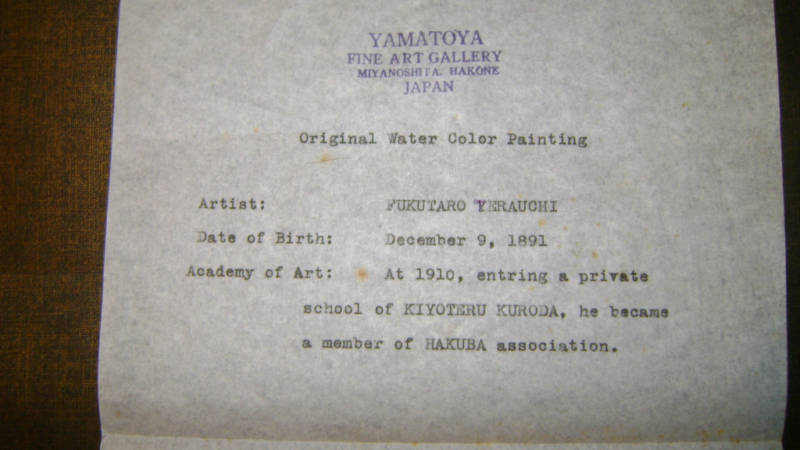 YAMATOYA
FINE ART GALLERY
MIYANOSHITA. HAKONE
JAPAN
Original Water Color Painting
Artist: FUKUTARO TERAUCHI
Date of Birth: December 9, 1891
Academy of Art: At 1910, entring a private
school of KIYOTERU KURODA, he became
a member of HAKUBA association.